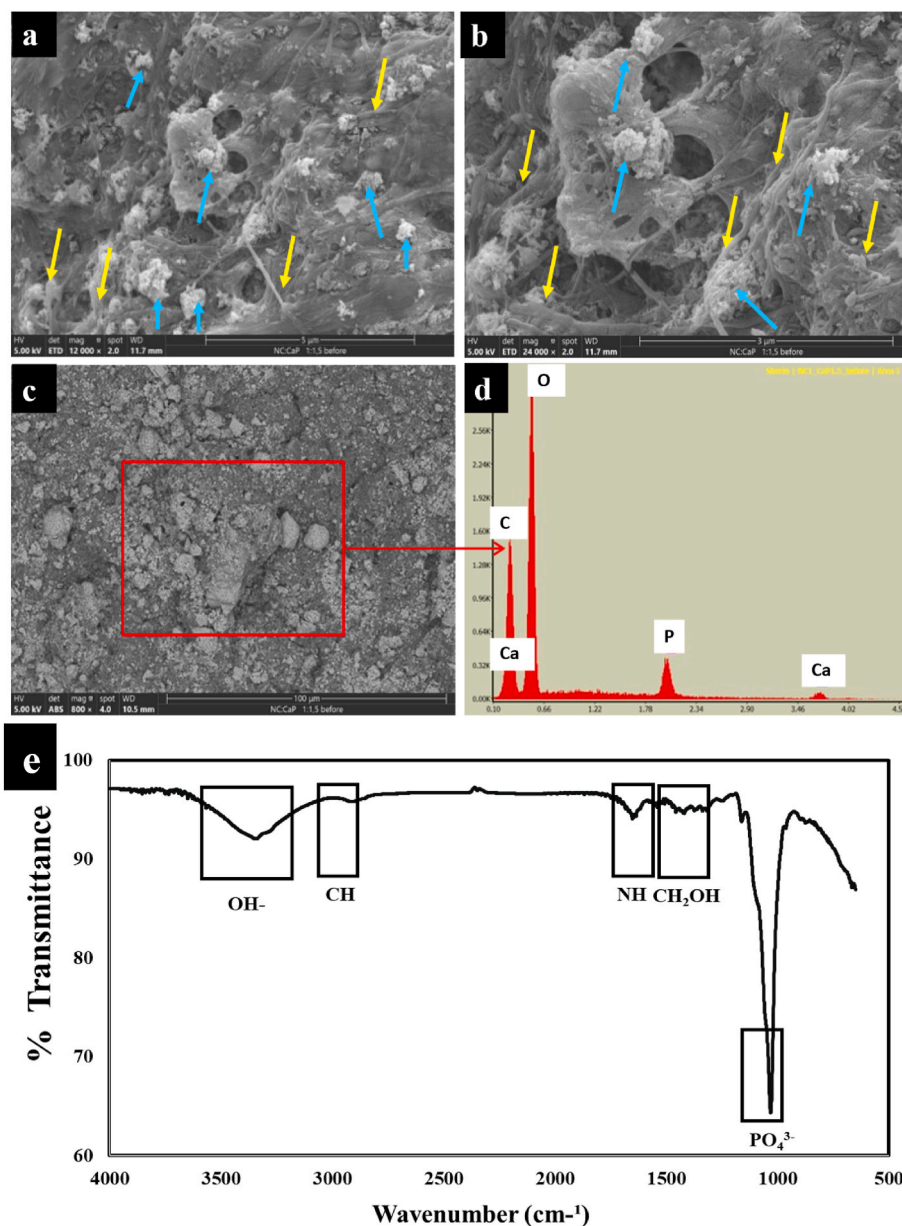 a
5 µm
HV det mag spot WD
5.00 kV ETD 12 000 × 2.0 11.7 mm NC:CaP 1:1,5 before
b
3 µm
HV det mag spot WD
5.00 kV ETD 24 000 × 2.0 11.7 mm NC:CaP 1:1,5 before
c
100 µm
HV det mag spot WD
5.00 kV ABS 800 × 4.0 10.5 mm NC:CaP 1:1,5 before
d
O
2.56K
2.24K
1.92K
C
1.60K
1.28K
0.96K
P
0.64K
Ca
Ca
0.32K
0.00K
0.10 0.66 1.22 1.78 2.34 2.90 3.46 4.02
e
% Transmittance
100
90
80
70
60
OH-
CH
NH
CH₂OH
PO₄³⁻
4000 3500 3000 2500 2000 1500 1000 500
Wavenumber (cm-¹)